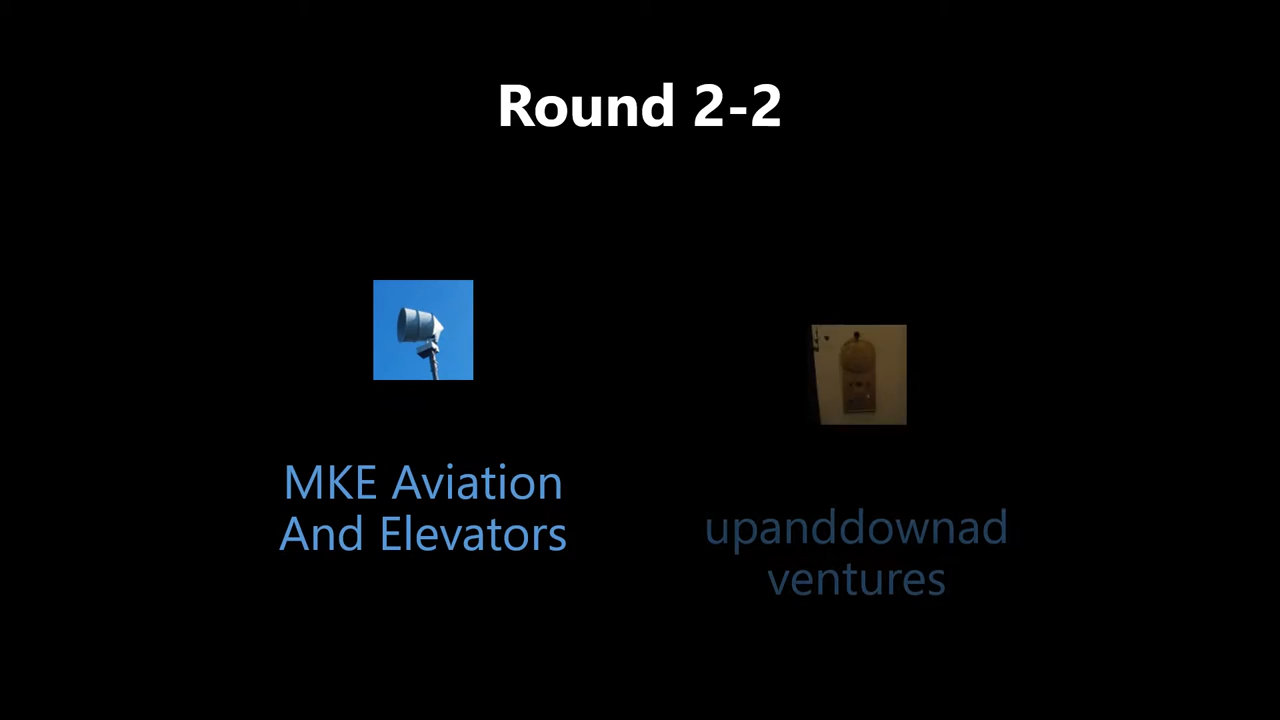 Round 2-2
MKE Aviation
And Elevators
upanddownad
ventures